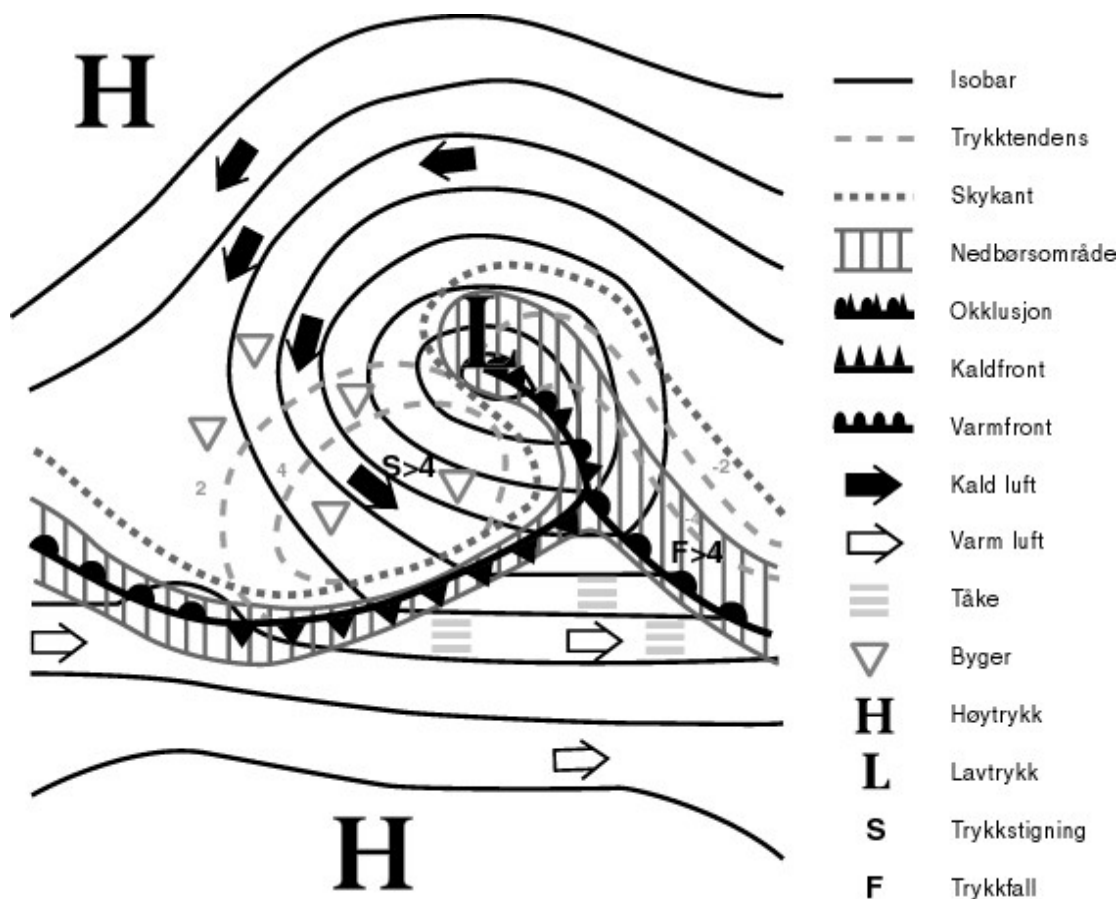 H
L
2
4
S>4
-2
-4
F>4
H
Isobar
Trykktendens
Skykant
Nedbørsområde
Okklusjon
Kaldfront
Varmfront
Kald luft
Varm luft
Tåke
Byger
H Høytrykk
L Lavtrykk
S Trykkstigning
F Trykkfall